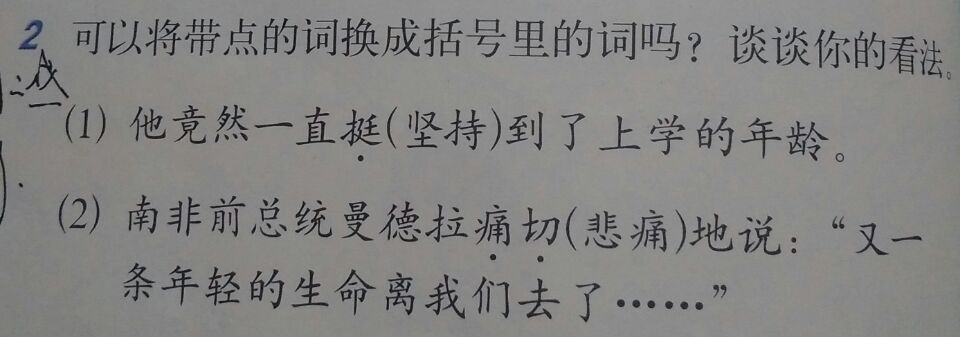 2 可以将带点的词换成括号里的词吗？谈谈你的看法。
(1) 他竟然一直挺(坚持)到了上学的年龄。
(2) 南非前总统曼德拉痛切(悲痛)地说：“又一
条年轻的生命离我们去了……”